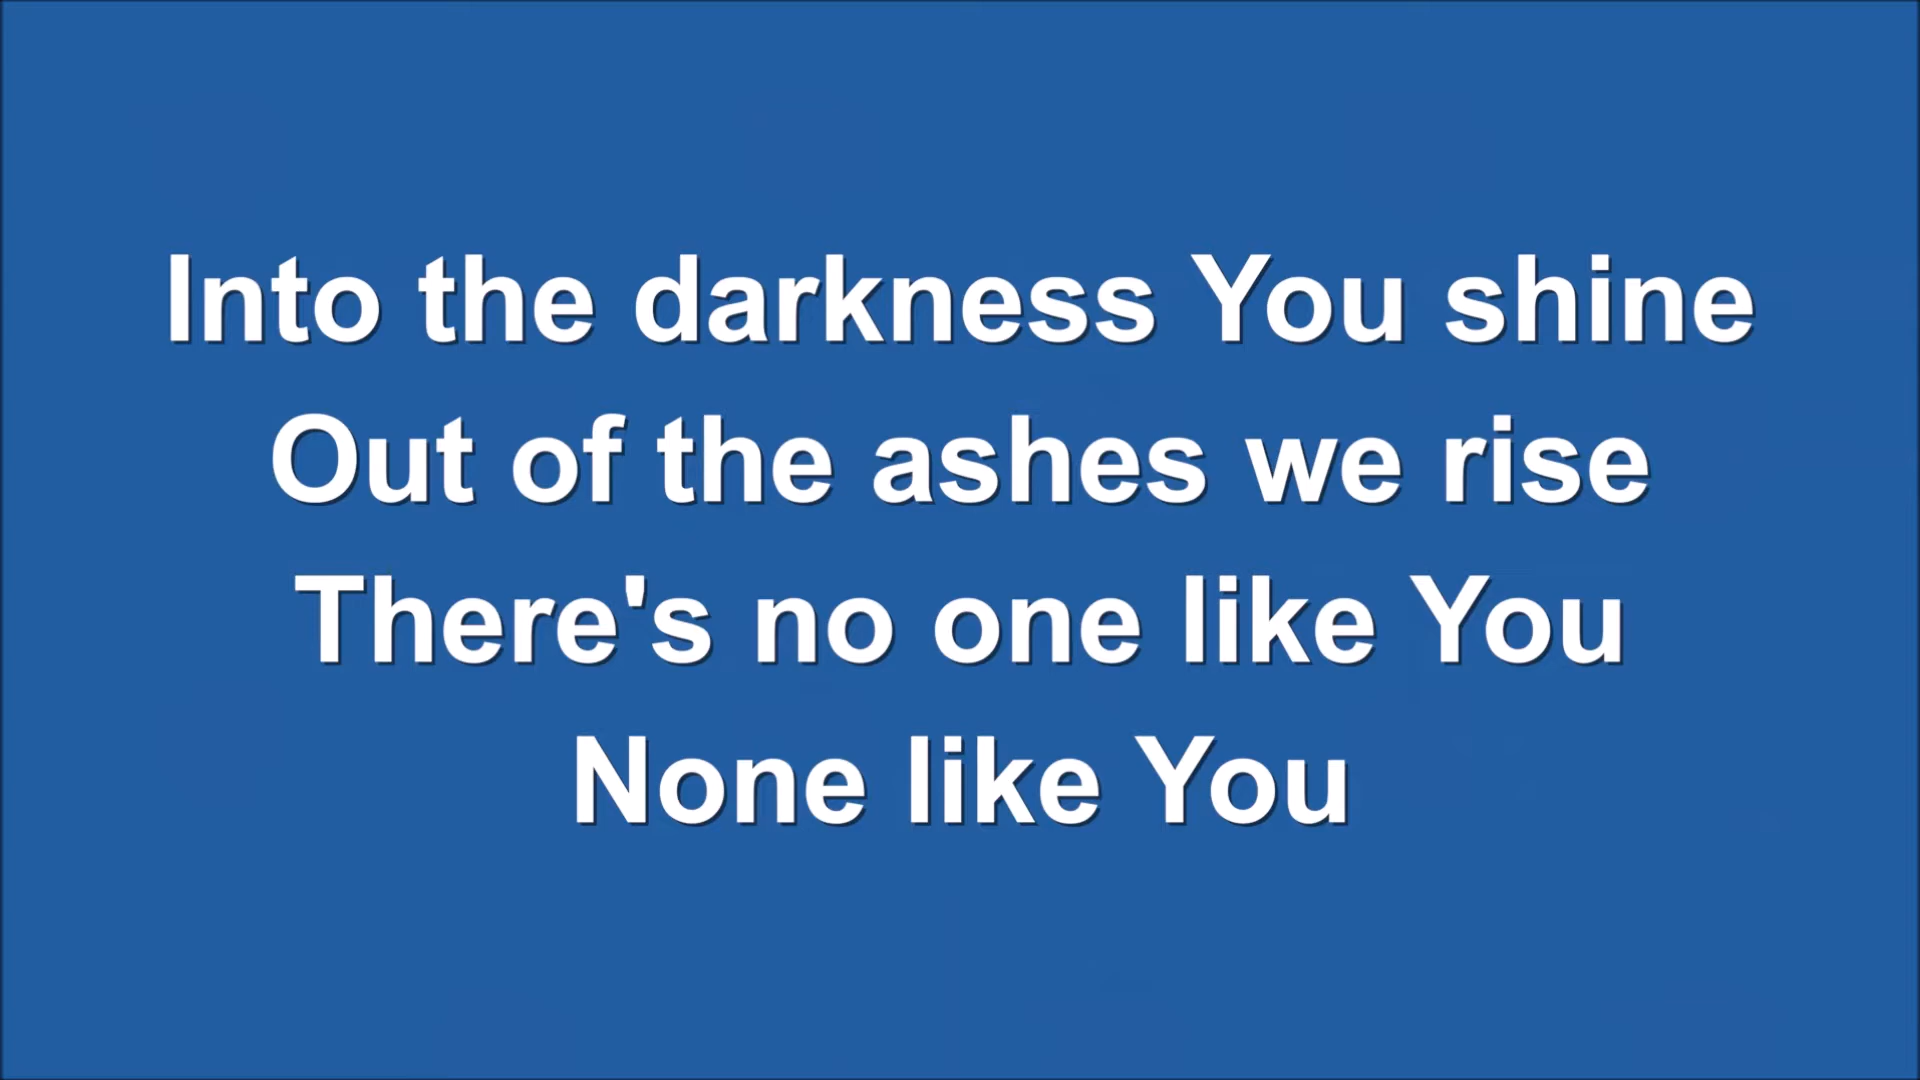 Into the darkness You shine
Out of the ashes we rise
There's no one like You
None like You